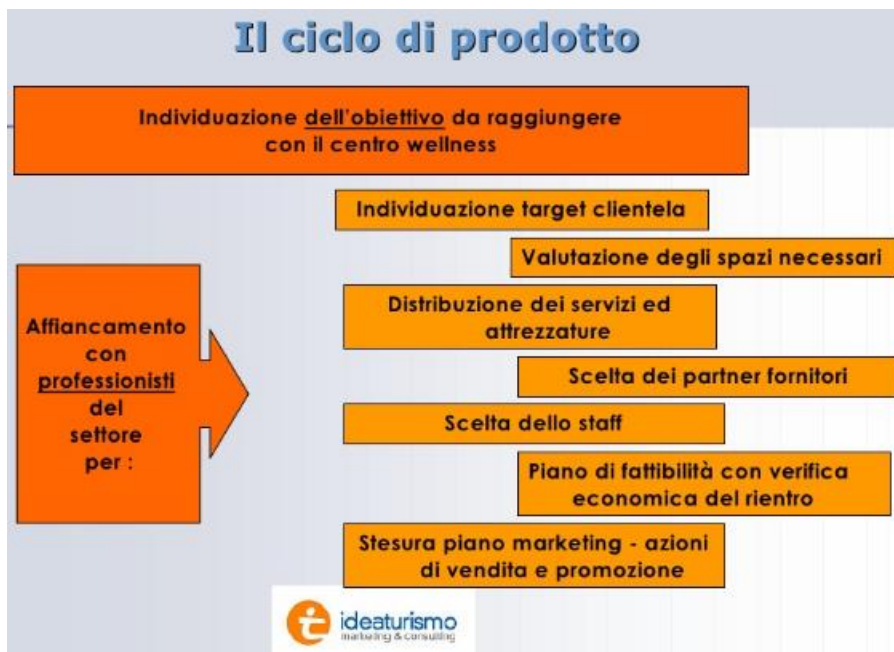 Il ciclo di prodotto
Individuazione dell'obiettivo da raggiungere
con il centro wellness
Individuazione target clientela
Valutazione degli spazi necessari
Affiancamento
con
professionisti
del
settore
per :
Distribuzione dei servizi ed
attrezzature
Scelta dei partner fornitori
Scelta dello staff
Piano di fattibilità con verifica
economica del rientro
Stesura piano marketing - azioni
di vendita e promozione
ideaturismo
marketing & consulting